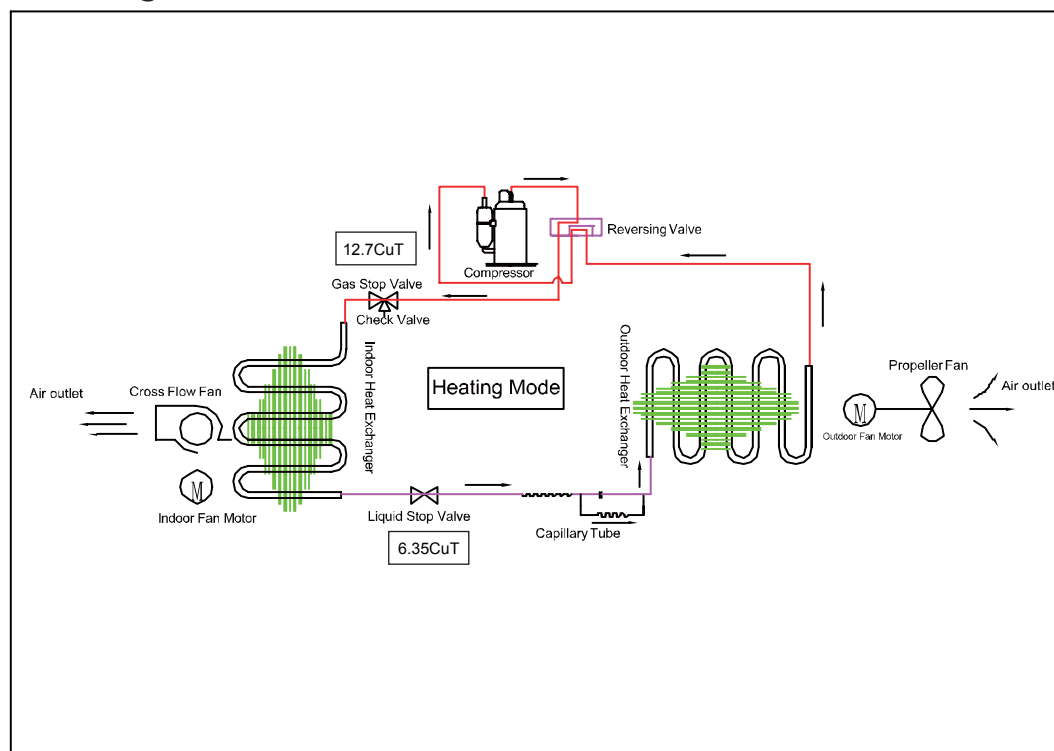 Reversing Valve
12.7CuT
Compressor
Gas Stop Valve
Check Valve
Indoor Heat Exchanger
Outdoor Heat Exchanger
Heating Mode
Propeller Fan
Air outlet
Cross Flow Fan
Air outlet
M
Outdoor Fan Motor
M
Indoor Fan Motor
Liquid Stop Valve
Capillary Tube
6.35CuT